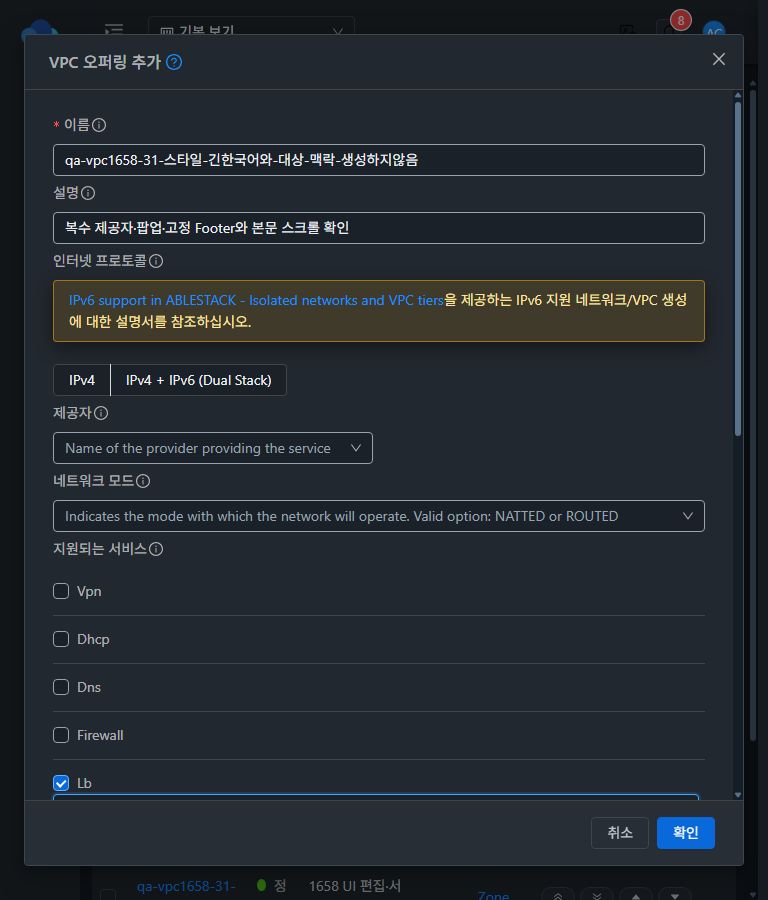 기본 보기
8
AC
VPC 오퍼링 추가
* 이름
qa-vpc1658-31-스타일-긴한국어와-대상-맥락-생성하지않음
설명
복수 제공자·팝업·고정 Footer와 본문 스크롤 확인
인터넷 프로토콜
IPv6 support in ABLESTACK - Isolated networks and VPC tiers을 제공하는 IPv6 지원 네트워크/VPC 생성
에 대한 설명서를 참조하십시오.
IPv4
IPv4 + IPv6 (Dual Stack)
제공자
Name of the provider providing the service
네트워크 모드
Indicates the mode with which the network will operate. Valid option: NATTED or ROUTED
지원되는 서비스
Vpn
Dhcp
Dns
Firewall
Lb
취소
확인
qa-vpc1658-31-
정
1658 UI 편집·서
Zone